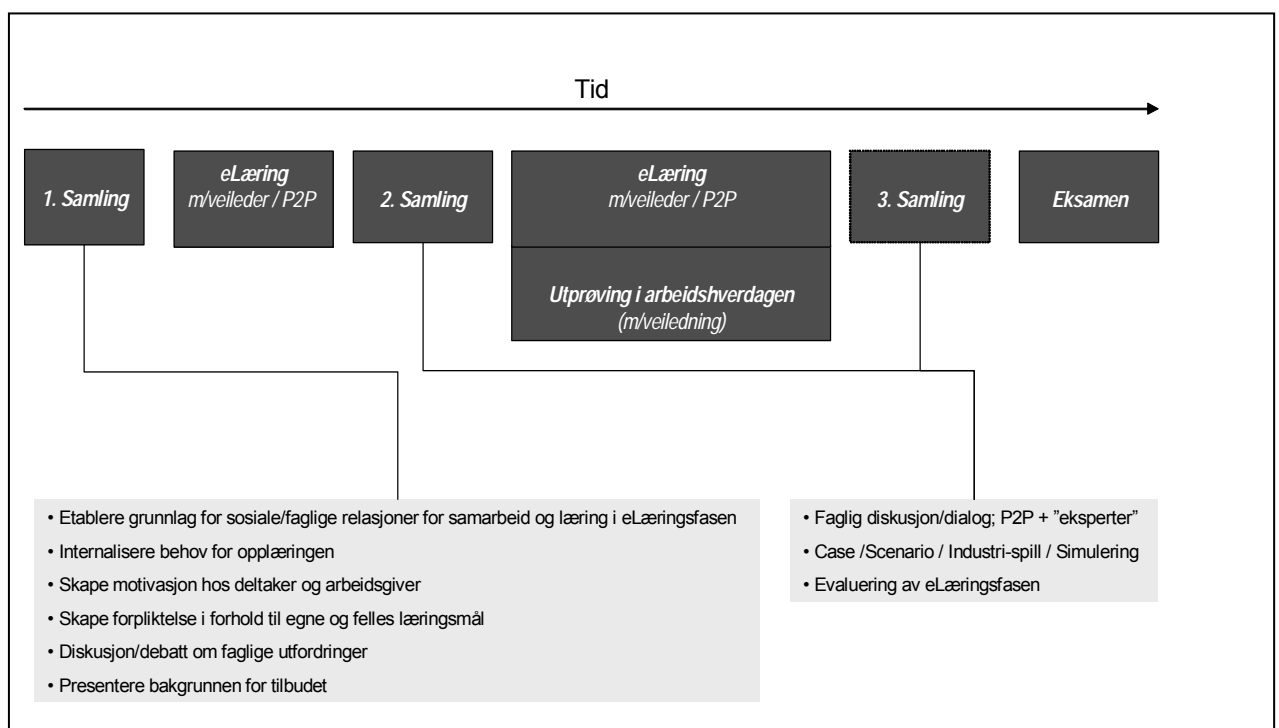 Tid
1. Samling
eLæring
m/veileder / P2P
2. Samling
eLæring
m/veileder / P2P
Utprøving i arbeidshverdagen
(m/veiledning)
3. Samling
Eksamen
• Etablere grunnlag for sosiale/faglige relasjoner for samarbeid og læring i eLæringsfasen
• Internalisere behov for opplæringen
• Skape motivasjon hos deltaker og arbeidsgiver
• Skape forpliktelse i forhold til egne og felles læringsmål
• Diskusjon/debatt om faglige utfordringer
• Presentere bakgrunnen for tilbudet
• Faglig diskusjon/dialog; P2P + ”eksperter”
• Case /Scenario / Industri-spill / Simulering
• Evaluering av eLæringsfasen